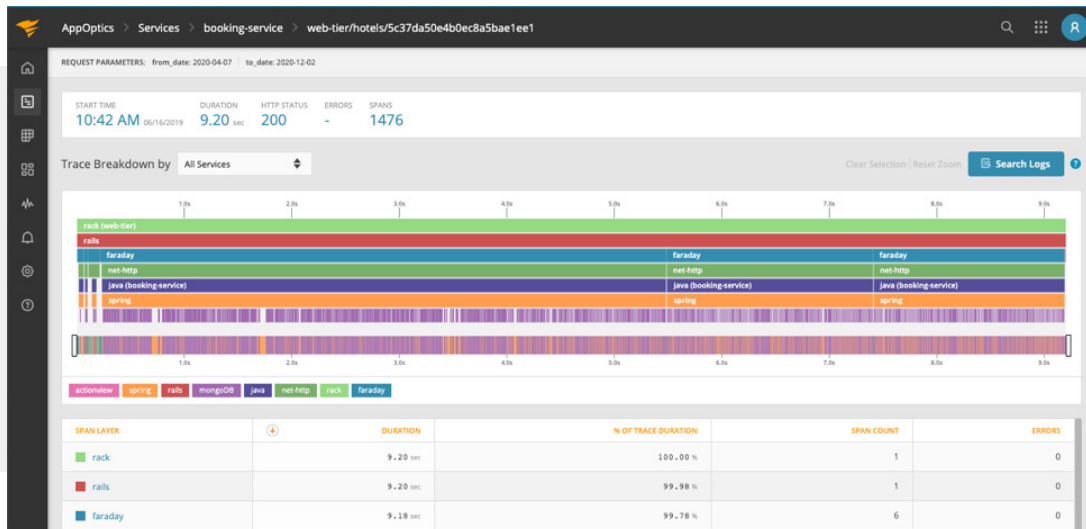 AppOptics > Services > booking-service > web-tier/hotels/5c37da50e4b0ec8a5bae1ee1
REQUEST PARAMETERS: from_date: 2020-04-07 to_date: 2020-12-02
START TIME DURATION HTTP STATUS ERRORS SPANS
10:42 AM 06/16/2019 9.20 sec 200 - 1476
Trace Breakdown by All Services Clear Selection Reset Zoom Search Logs
1.0s 2.0s 3.0s 4.0s 5.0s 6.0s 7.0s 8.0s 9.0s
rack (web-tier)
rails
faraday faraday faraday
net-http net-http net-http
java (booking-service) java (booking-service) java (booking-service)
spring spring spring
1.0s 2.0s 3.0s 4.0s 5.0s 6.0s 7.0s 8.0s 9.0s
actionview spring rails mongoDB java net-http rack faraday
SPAN LAYER DURATION % OF TRACE DURATION SPAN COUNT ERRORS
rack 9.20 sec 100.00 % 1 0
rails 9.20 sec 99.98 % 1 0
faraday 9.18 sec 99.78 % 6 0